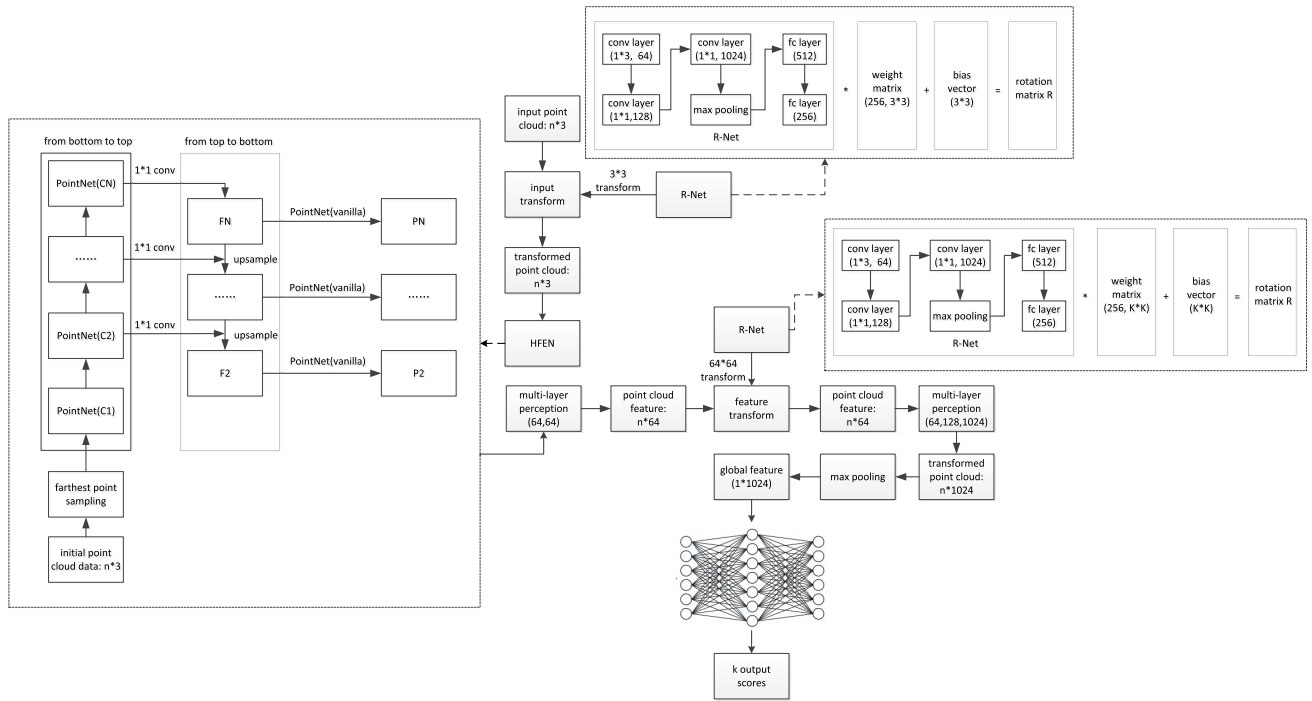 conv layer
(1*3, 64)
conv layer
(1*1, 1024)
fc layer
(512)
conv layer
(1*1,128)
max pooling
fc layer
(256)
R-Net
*
weight
matrix
(256, 3*3)
+
bias
vector
(3*3)
=
rotation
matrix R
input point
cloud: n*3
3*3
transform
input
transform
R-Net
transformed
point cloud:
n*3
HFEN
from bottom to top
from top to bottom
PointNet(CN)
1*1 conv
FN
PointNet(vanilla)
PN
······
1*1 conv
upsample
······
PointNet(vanilla)
······
PointNet(C2)
1*1 conv
upsample
F2
PointNet(vanilla)
P2
PointNet(C1)
farthest point
sampling
initial point
cloud data: n*3
conv layer
(1*3, 64)
conv layer
(1*1, 1024)
fc layer
(512)
conv layer
(1*1,128)
max pooling
fc layer
(256)
R-Net
*
weight
matrix
(256, K*K)
+
bias
vector
(K*K)
=
rotation
matrix R
R-Net
64*64
transform
multi-layer
perception
(64,64)
point cloud
feature:
n*64
feature
transform
point cloud
feature:
n*64
multi-layer
perception
(64,128,1024)
global feature
(1*1024)
max pooling
transformed
point cloud:
n*1024
k output
scores